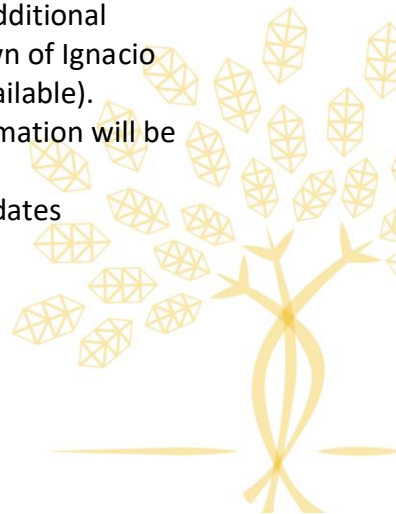 dditional
wn of Ignacio
ailable).
mation will be
dates